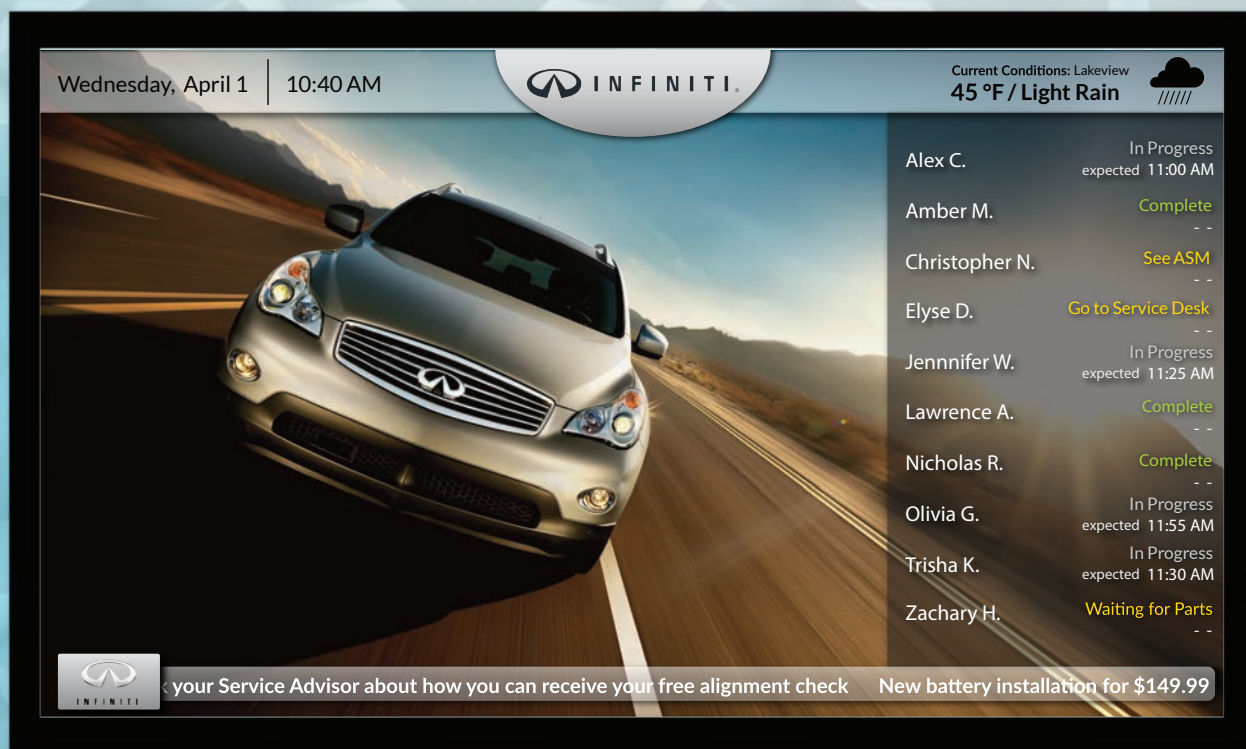 Wednesday, April 1
10:40 AM
INFINITI.
Current Conditions: Lakeview
45 °F / Light Rain
Alex C.
In Progress
expected 11:00 AM
Amber M.
Complete
- -
Christopher N.
See ASM
- -
Elyse D.
Go to Service Desk
- -
Jennnifer W.
In Progress
expected 11:25 AM
Lawrence A.
Complete
- -
Nicholas R.
Complete
- -
Olivia G.
In Progress
expected 11:55 AM
Trisha K.
In Progress
expected 11:30 AM
Zachary H.
Waiting for Parts
- -
INFINITI
your Service Advisor about how you can receive your free alignment check New battery installation for $149.99